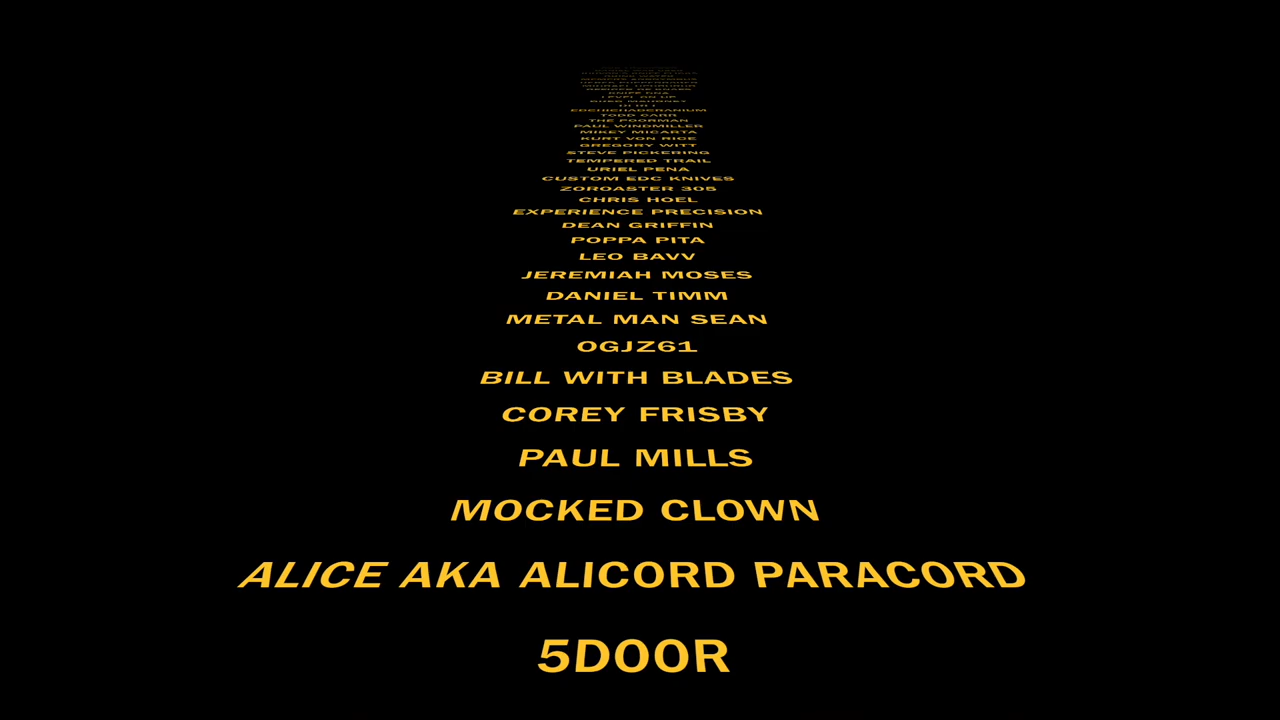 TODD CARR
THE POORMAN
PAUL WINDMILLER
MIKEY MICARTA
KURT VON RICE
GREGORY WITT
STEVE PICKERING
TEMPERED TRAIL
URIEL PENA
CUSTOM EDC KNIVES
ZOROASTER 305
CHRIS HOEL
EXPERIENCE PRECISION
DEAN GRIFFIN
POPPA PITA
LEO BAVV
JEREMIAH MOSES
DANIEL TIMM
METAL MAN SEAN
OGJZ61
BILL WITH BLADES
COREY FRISBY
PAUL MILLS
MOCKED CLOWN
ALICE AKA ALICORD PARACORD
5DOOR